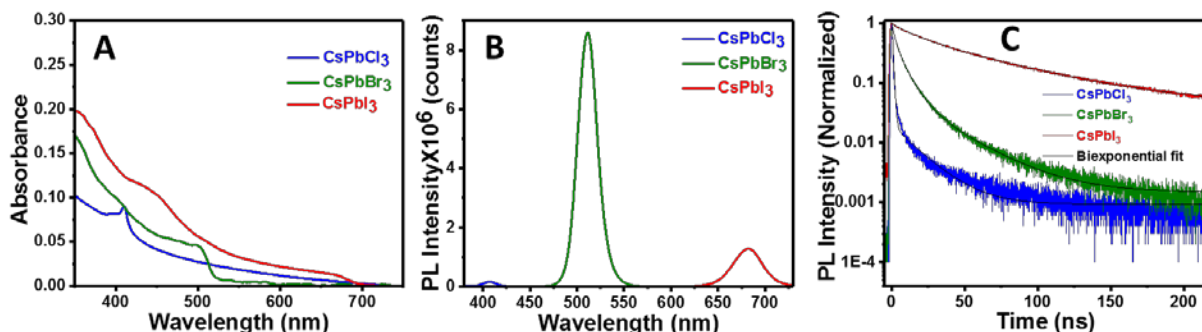 A
CsPbCl3
CsPbBr3
CsPbI3
0.30
0.25
0.20
0.15
0.10
0.05
0.00
Absorbance
400
500
600
700
Wavelength (nm)
B
CsPbCl3
CsPbBr3
CsPbI3
8
6
4
2
0
PL IntensityX10^6 (counts)
400
450
500
550
600
650
700
Wavelength (nm)
C
CsPbCl3
CsPbBr3
CsPbI3
Biexponential fit
1
0.1
0.01
0.001
1E-4
PL Intensity (Normalized)
0
50
100
150
200
Time (ns)